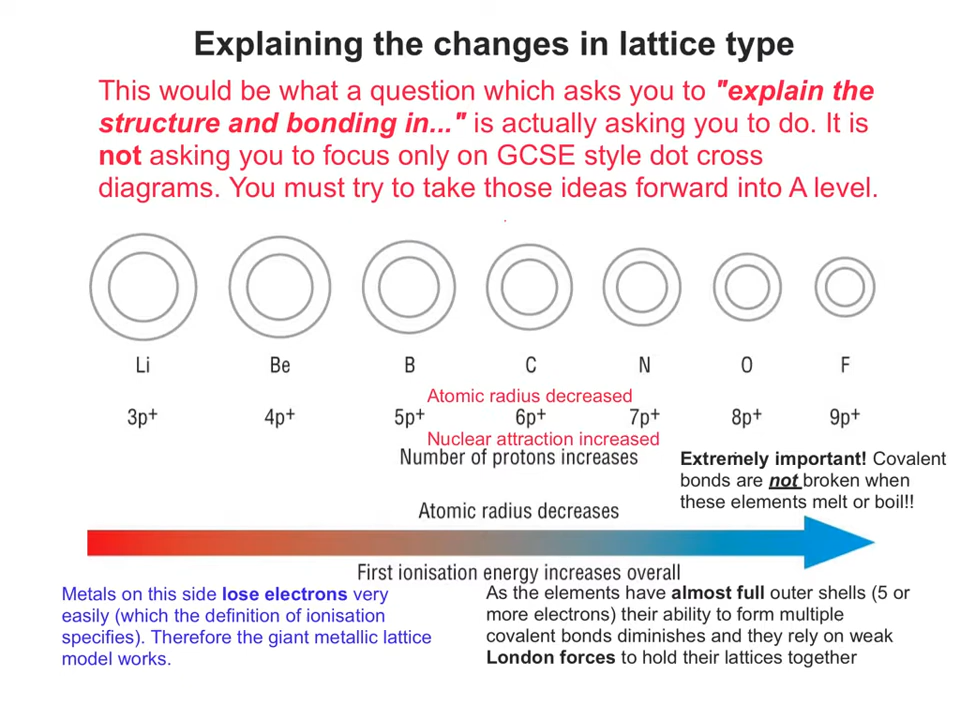 Explaining the changes in lattice type
This would be what a question which asks you to "explain the
structure and bonding in..." is actually asking you to do. It is
not asking you to focus only on GCSE style dot cross
diagrams. You must try to take those ideas forward into A level.
Li Be B C N O F
Atomic radius decreased
3p+ 4p+ 5p+ 6p+ 7p+ 8p+ 9p+
Nuclear attraction increased
Number of protons increases
Extremely important! Covalent
bonds are not broken when
these elements melt or boil!!
Atomic radius decreases
First ionisation energy increases overall
Metals on this side lose electrons very
easily (which the definition of ionisation
specifies). Therefore the giant metallic lattice
model works.
As the elements have almost full outer shells (5 or
more electrons) their ability to form multiple
covalent bonds diminishes and they rely on weak
London forces to hold their lattices together